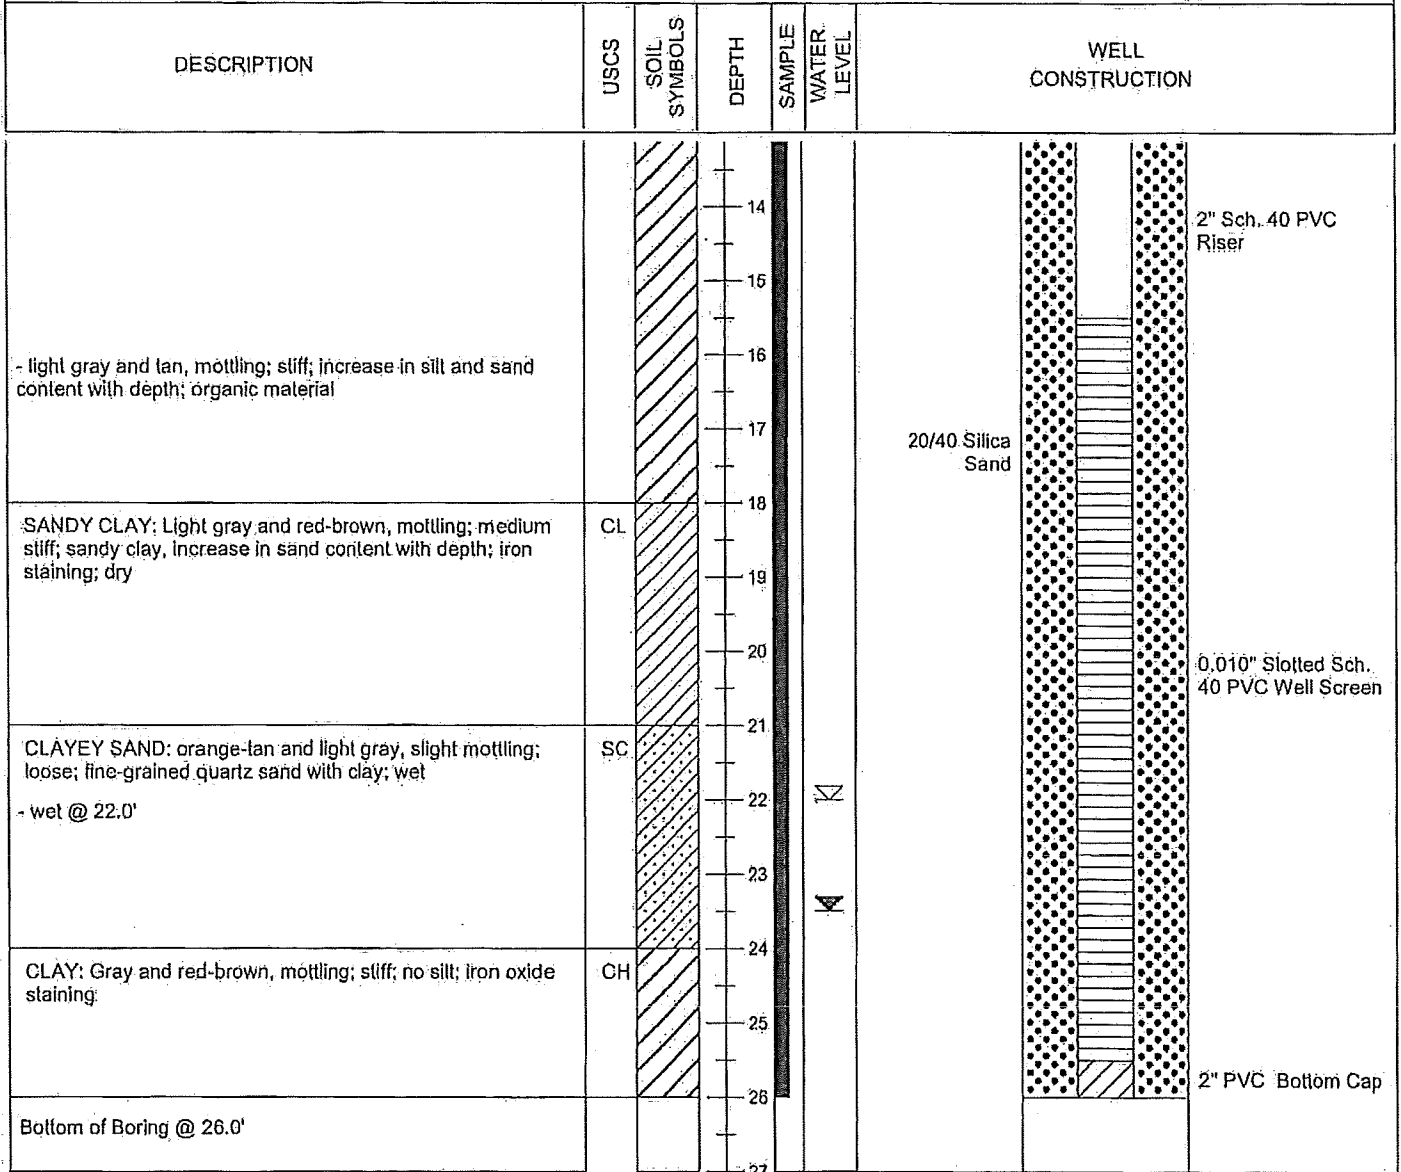 DESCRIPTION
USCS
SOIL
SYMBOLS
DEPTH
SAMPLE
WATER
LEVEL
WELL
CONSTRUCTION
14
2" Sch. 40 PVC
Riser
15
16
- light gray and tan, mottling; stiff; increase in silt and sand
content with depth; organic material
17
20/40 Silica
Sand
18
SANDY CLAY: Light gray and red-brown, mottling; medium
stiff; sandy clay, increase in sand content with depth; iron
staining; dry
CL
19
20
0.010" Slotted Sch.
40 PVC Well Screen
21
CLAYEY SAND: orange-tan and light gray, slight mottling;
loose; fine-grained quartz sand with clay; wet
SC
- wet @ 22.0'
22
23
24
CLAY: Gray and red-brown, mottling; stiff; no silt; iron oxide
staining
CH
25
2" PVC Bottom Cap
26
Bottom of Boring @ 26.0'
27